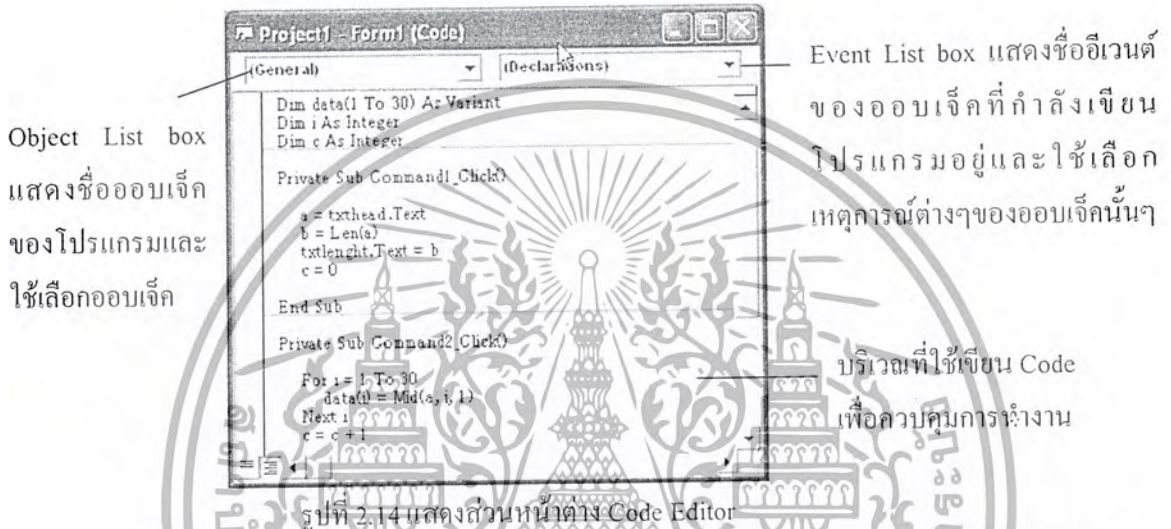 Project1 - Form1 (Code)
(General)
(Declarations)
Dim data(1 To 30) As Variant
Dim i As Integer
Dim c As Integer
Private Sub Command1_Click()
a = txthead.Text
b = Len(a)
txtlenght.Text = b
c = 0
End Sub
Private Sub Command2_Click()
For i = 1 To 30
data(i) = Mid(a, i, 1)
Next i
c = c + 1
Object List box
แสดงชื่อออบเจ็ค
ของโปรแกรมและ
ใช้เลือกออบเจ็ค
Event List box แสดงชื่ออีเวนต์
ของออบเจ็คที่กำลังเขียน
โปรแกรมอยู่และใช้เลือก
เหตุการณ์ต่างๆของออบเจ็คนั้นๆ
บริเวณที่ใช้เขียน Code
เพื่อควบคุมการทำงาน
รูปที่ 2.14 แสดงส่วนหน้าต่าง Code Editor